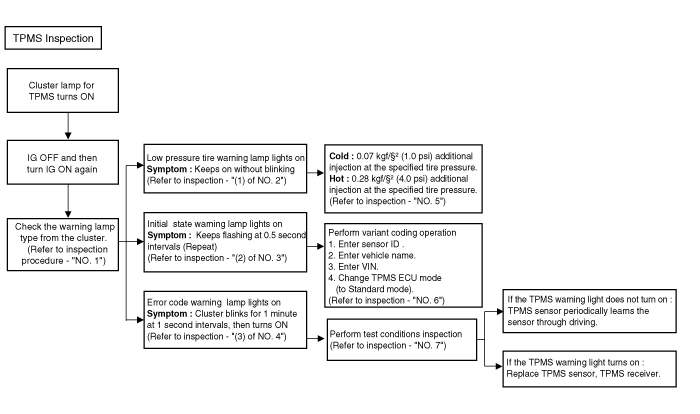 TPMS Inspection
Cluster lamp for
TPMS turns ON
IG OFF and then
turn IG ON again
Check the warning lamp
type from the cluster.
(Refer to inspection
procedure - "NO. 1")
Low pressure tire warning lamp lights on
Symptom : Keeps on without blinking
(Refer to inspection - "(1) of NO. 2")
Cold : 0.07 kgf/§² (1.0 psi) additional
injection at the specified tire pressure.
Hot : 0.28 kgf/§² (4.0 psi) additional
injection at the specified tire pressure.
(Refer to inspection - "NO. 5")
Initial state warning lamp lights on
Symptom : Keeps flashing at 0.5 second
intervals (Repeat)
(Refer to inspection - "(2) of NO. 3")
Perform variant coding operation
1. Enter sensor ID .
2. Enter vehicle name.
3. Enter VIN.
4. Change TPMS ECU mode
(to Standard mode).
(Refer to inspection - "NO. 6")
Error code warning lamp lights on
Symptom : Cluster blinks for 1 minute
at 1 second intervals, then turns ON
(Refer to inspection - "(3) of NO. 4")
Perform test conditions inspection
(Refer to inspection - "NO. 7")
If the TPMS warning light does not turn on :
TPMS sensor periodically learns the
sensor through driving.
If the TPMS warning light turns on :
Replace TPMS sensor, TPMS receiver.